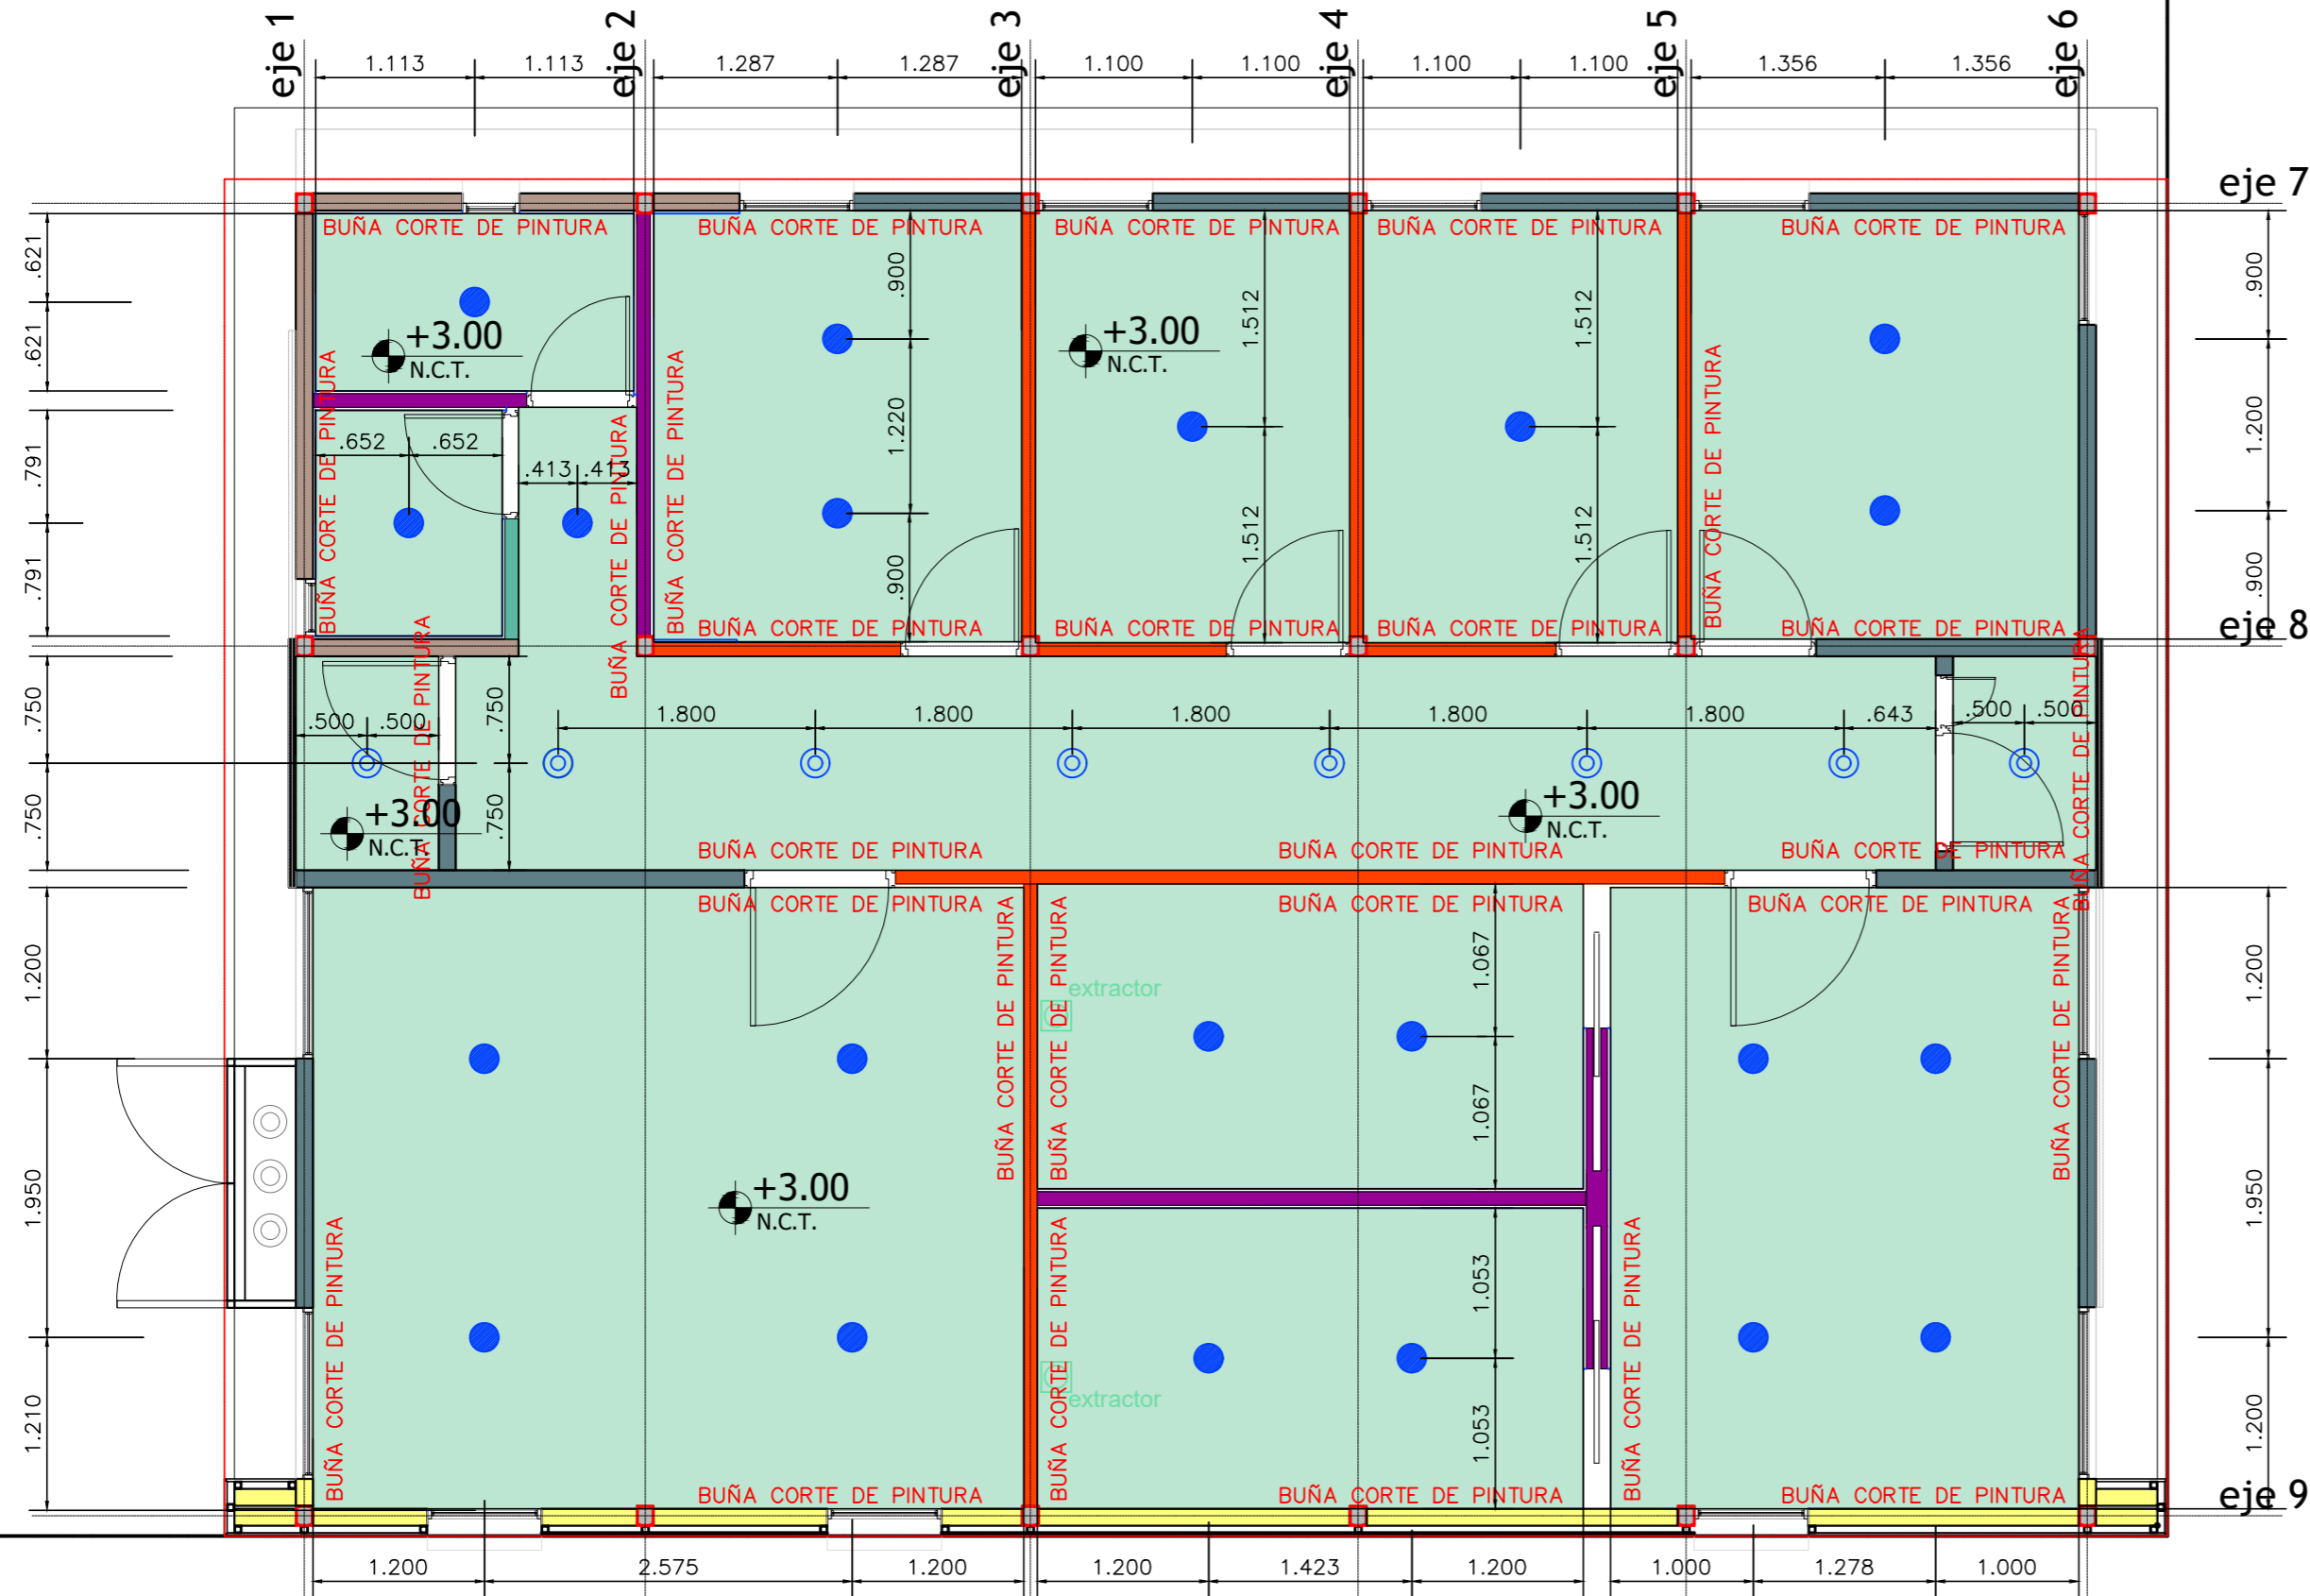 eje 1
eje 2
eje 3
eje 4
eje 5
eje 6
1.113
1.113
1.287
1.287
1.100
1.100
1.100
1.100
1.356
1.356
eje 7
BUÑA CORTE DE PINTURA
BUÑA CORTE DE PINTURA
BUÑA CORTE DE PINTURA
BUÑA CORTE DE PINTURA
BUÑA CORTE DE PINTURA
.621
.621
.791
.791
+3.00
N.C.T.
+3.00
N.C.T.
.900
1.220
.900
1.512
1.512
1.512
1.512
.900
1.200
.900
BUÑA CORTE DE PINTURA
BUÑA CORTE DE PINTURA
BUÑA CORTE DE PINTURA
BUÑA CORTE DE PINTURA
.652
.652
.413
.413
BUÑA CORTE DE PINTURA
BUÑA CORTE DE PINTURA
BUÑA CORTE DE PINTURA
BUÑA CORTE DE PINTURA
eje 8
BUÑA CORTE DE PINTURA
BUÑA CORTE DE PINTURA
.750
.750
.750
.750
.500
.500
1.800
1.800
1.800
1.800
1.800
.643
.500
.500
+3.00
N.C.T.
+3.00
N.C.T.
BUÑA CORTE DE PINTURA
BUÑA CORTE DE PINTURA
BUÑA CORTE DE PINTURA
BUÑA CORTE DE PINTURA
BUÑA CORTE DE PINTURA
BUÑA CORTE DE PINTURA
BUÑA CORTE DE PINTURA
BUÑA CORTE DE PINTURA
BUÑA CORTE DE PINTURA
1.200
1.950
1.210
extractor
1.067
1.067
+3.00
N.C.T.
1.053
1.053
extractor
1.200
1.950
1.200
BUÑA CORTE DE PINTURA
BUÑA CORTE DE PINTURA
BUÑA CORTE DE PINTURA
BUÑA CORTE DE PINTURA
BUÑA CORTE DE PINTURA
BUÑA CORTE DE PINTURA
eje 9
1.200
2.575
1.200
1.200
1.423
1.200
1.000
1.278
1.000